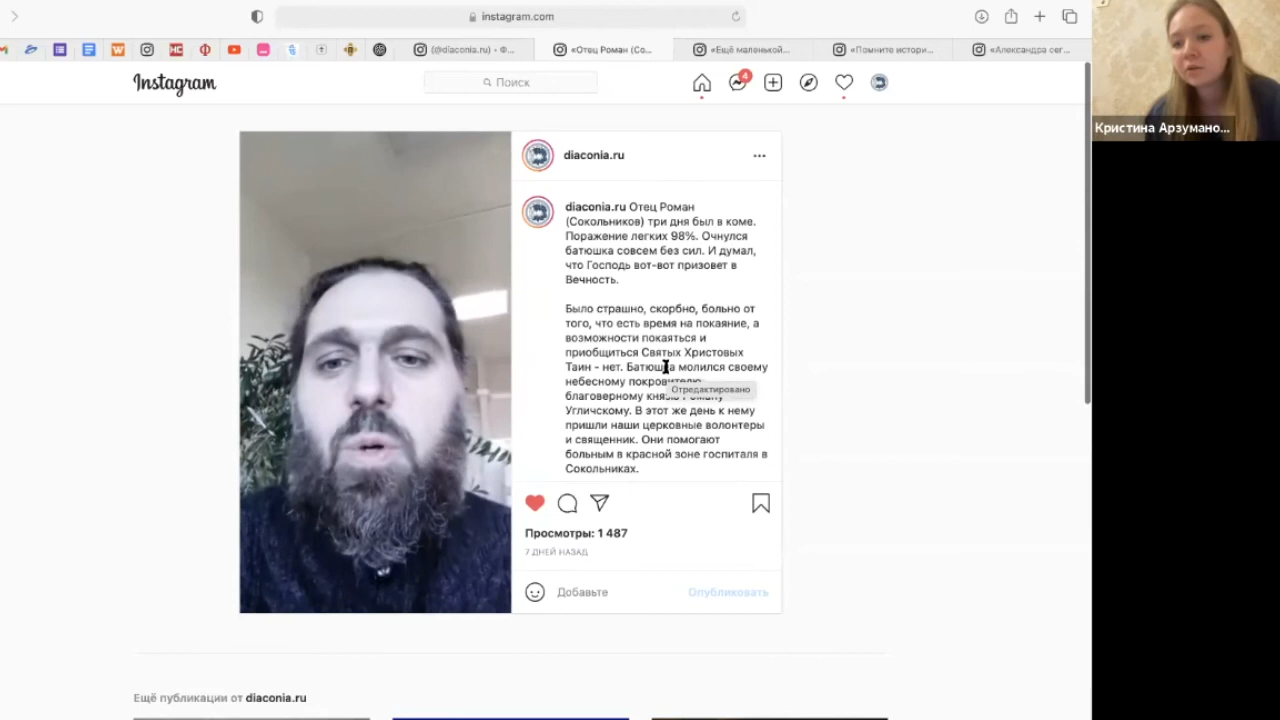 instagram.com
(@diaconia.ru) • Ф...
«Отец Роман (Со...
«Ещё маленькой...
«Помните истори...
«Александра сег...
Instagram
Поиск
4
Кристина Арзумано...
diaconia.ru
diaconia.ru Отец Роман
(Сокольников) три дня был в коме.
Поражение легких 98%. Очнулся
батюшка совсем без сил. И думал,
что Господь вот-вот призовет в
Вечность.
Было страшно, скорбно, больно от
того, что есть время на покаяние, а
возможности покаяться и
приобщиться Святых Христовых
Таин - нет. Батюшка молился своему
небесному покровителю
Отредактировано
благоверному князю Роману
Угличскому. В этот же день к нему
пришли наши церковные волонтеры
и священник. Они помогают
больным в красной зоне госпиталя в
Сокольниках.
Просмотры: 1 487
7 ДНЕЙ НАЗАД
Добавьте
Опубликовать
Ещё публикации от diaconia.ru